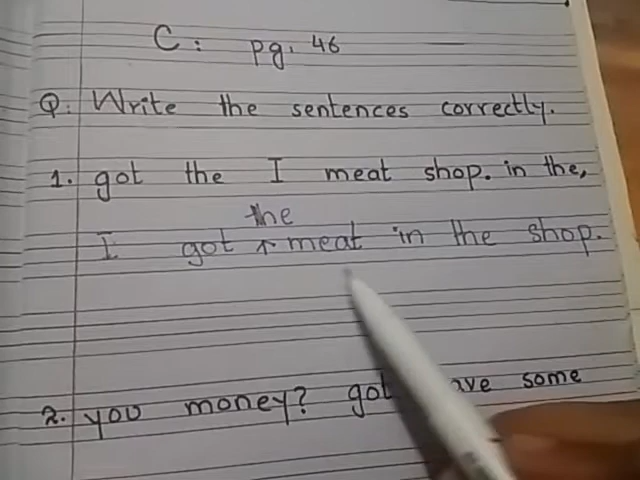 C: pg. 46
Q. Write the sentences correctly.
1. got the I meat shop. in the,
the
I got ↑ meat in the shop.
2. you money? got some